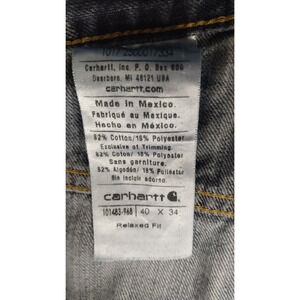 Carhartt, Inc. P. O. Box 600
Dearborn, MI 48121 USA
carhartt.com
Made in Mexico.
Fabriqué au Mexique.
Hecho en México.
82% Cotton/18% Polyester
Exclusive of Trimming.
82% Coton/ 18% Polyester
Sans garniture.
82% Algodón/ 18% Poliéster
No incluye adorno.
carhartt
101483-968 40 X 34
Relaxed Fit